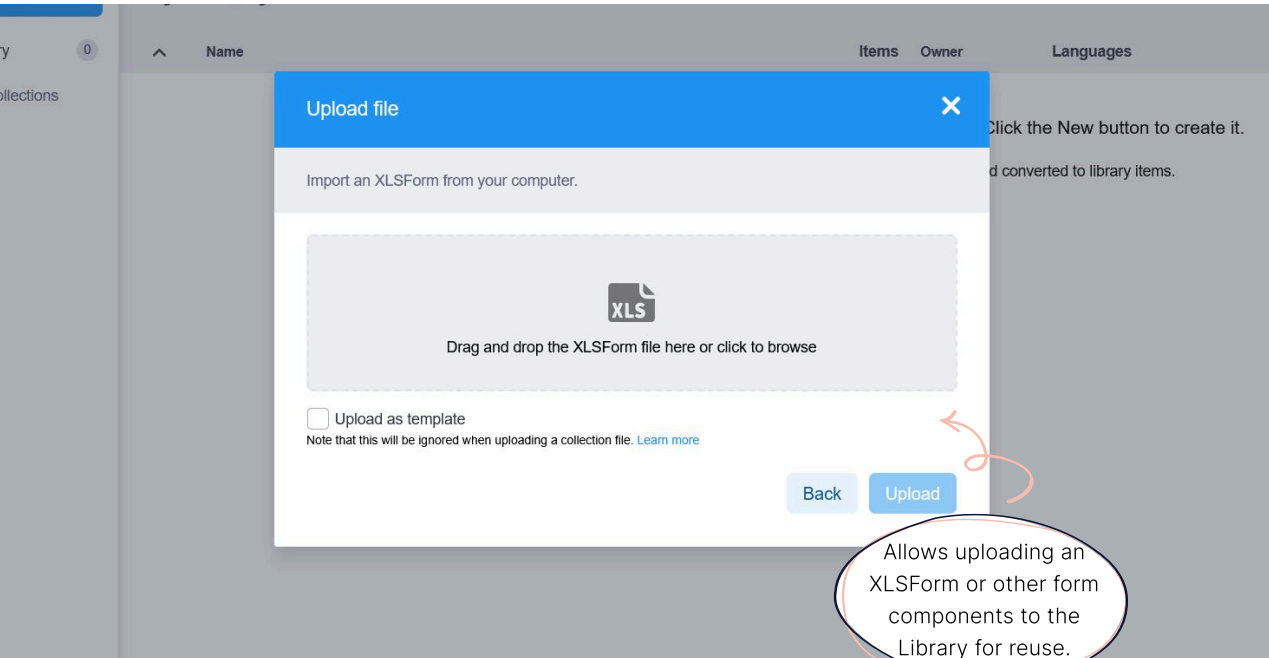 0
Name Items Owner Languages
Upload file
Click the New button to create it.
Import an XLSForm from your computer.
d converted to library items.
XLS
Drag and drop the XLSForm file here or click to browse
Upload as template
Note that this will be ignored when uploading a collection file. Learn more
Back Upload
Allows uploading an
XLSForm or other form
components to the
Library for reuse.